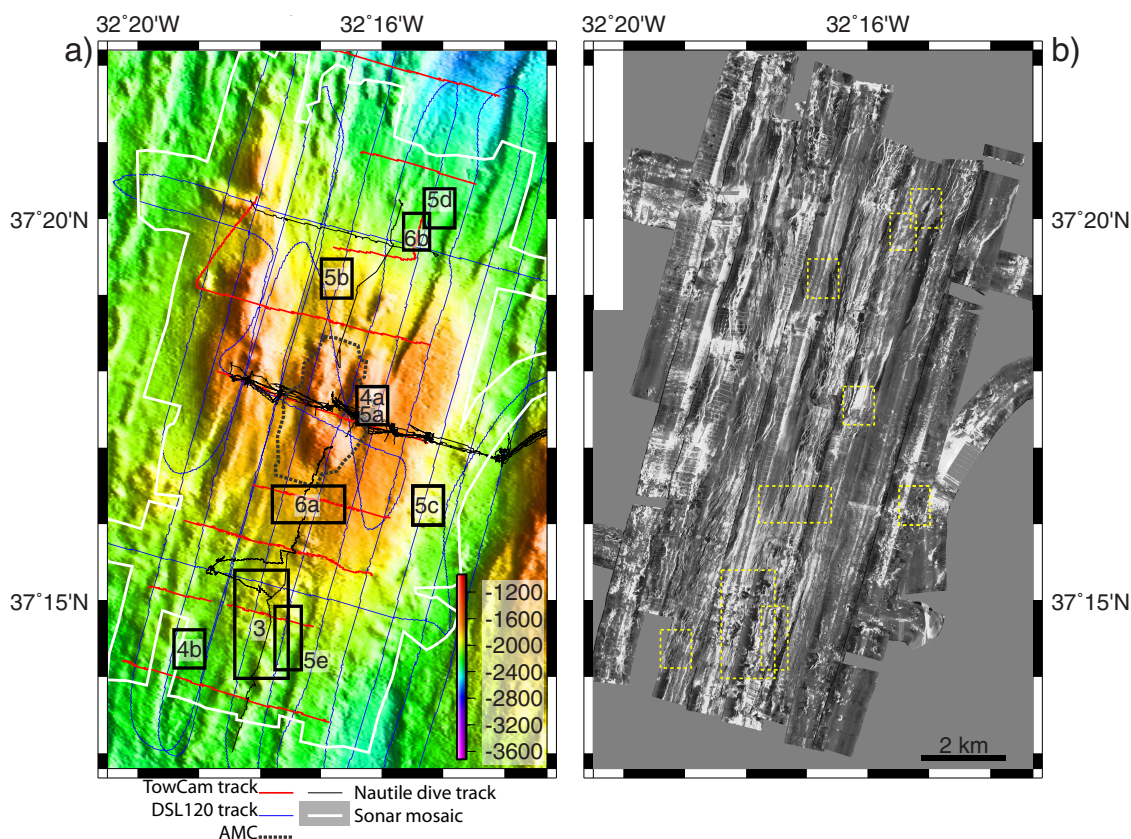 32˚20'W 32˚16'W 32˚20'W 32˚16'W
a) b)
37˚20'N 37˚20'N
5d
6b
5b
4a
5a
6a 5c
37˚15'N 37˚15'N
3
4b 5e
-1200
-1600
-2000
-2400
-2800
-3200
-3600
2 km
TowCam track Nautile dive track
DSL120 track Sonar mosaic
AMC